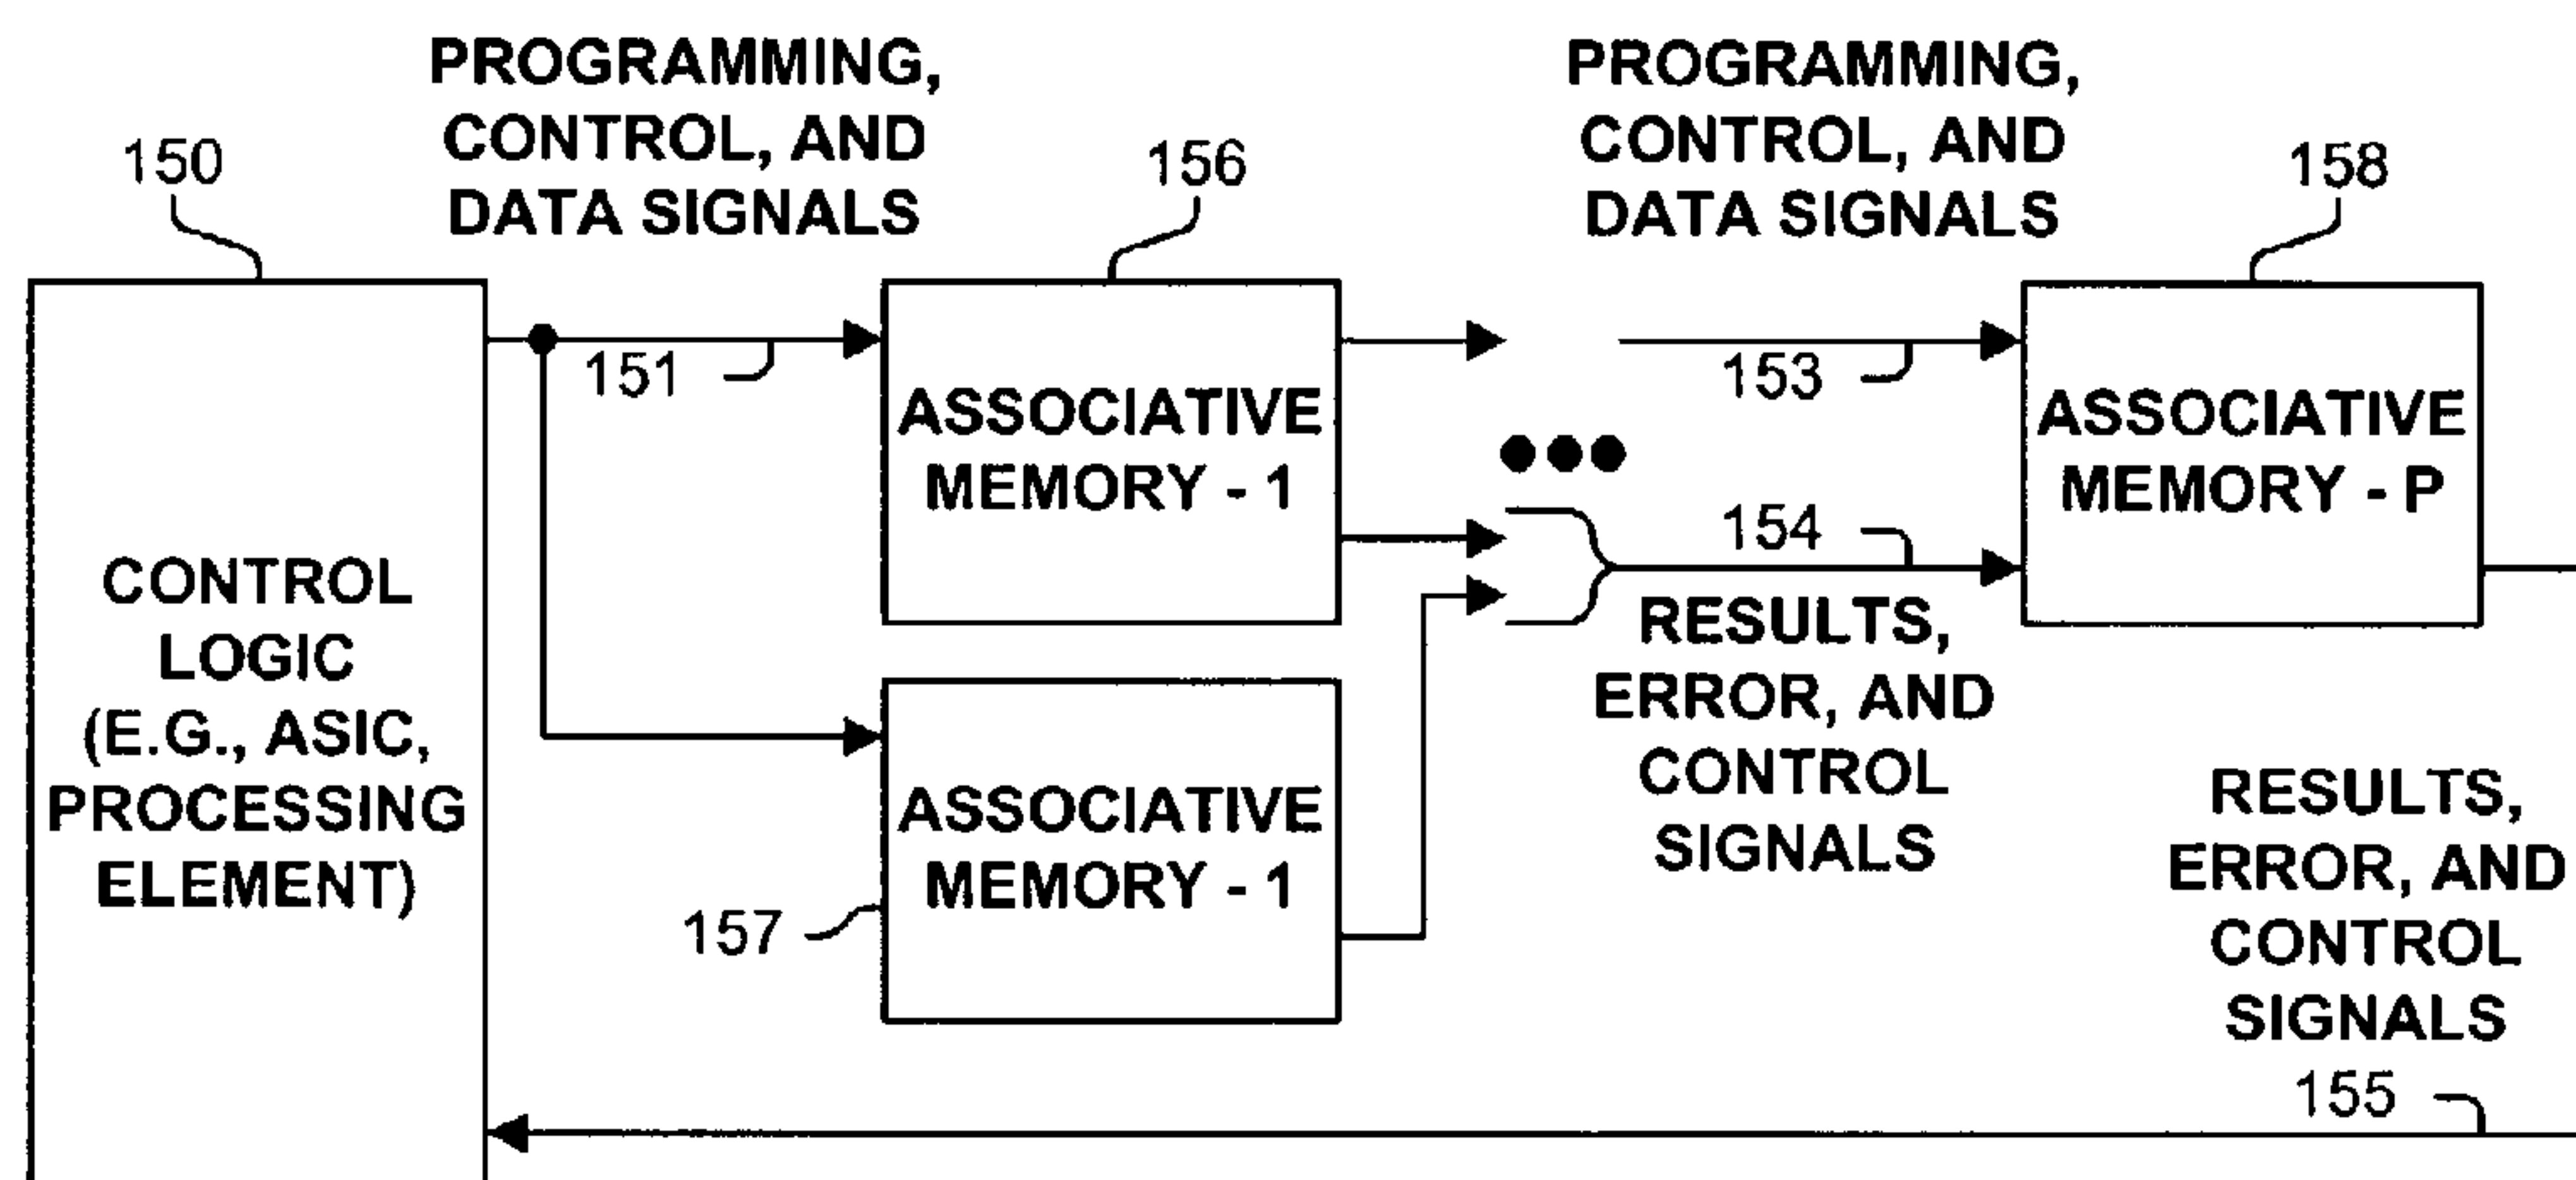 PROGRAMMING,
CONTROL, AND
DATA SIGNALS
PROGRAMMING,
CONTROL, AND
DATA SIGNALS
150
156
158
151
153
ASSOCIATIVE
MEMORY - 1
ASSOCIATIVE
MEMORY - P
154
CONTROL
LOGIC
(E.G., ASIC,
PROCESSING
ELEMENT)
RESULTS,
ERROR, AND
CONTROL
SIGNALS
ASSOCIATIVE
MEMORY - 1
157
RESULTS,
ERROR, AND
CONTROL
SIGNALS
155